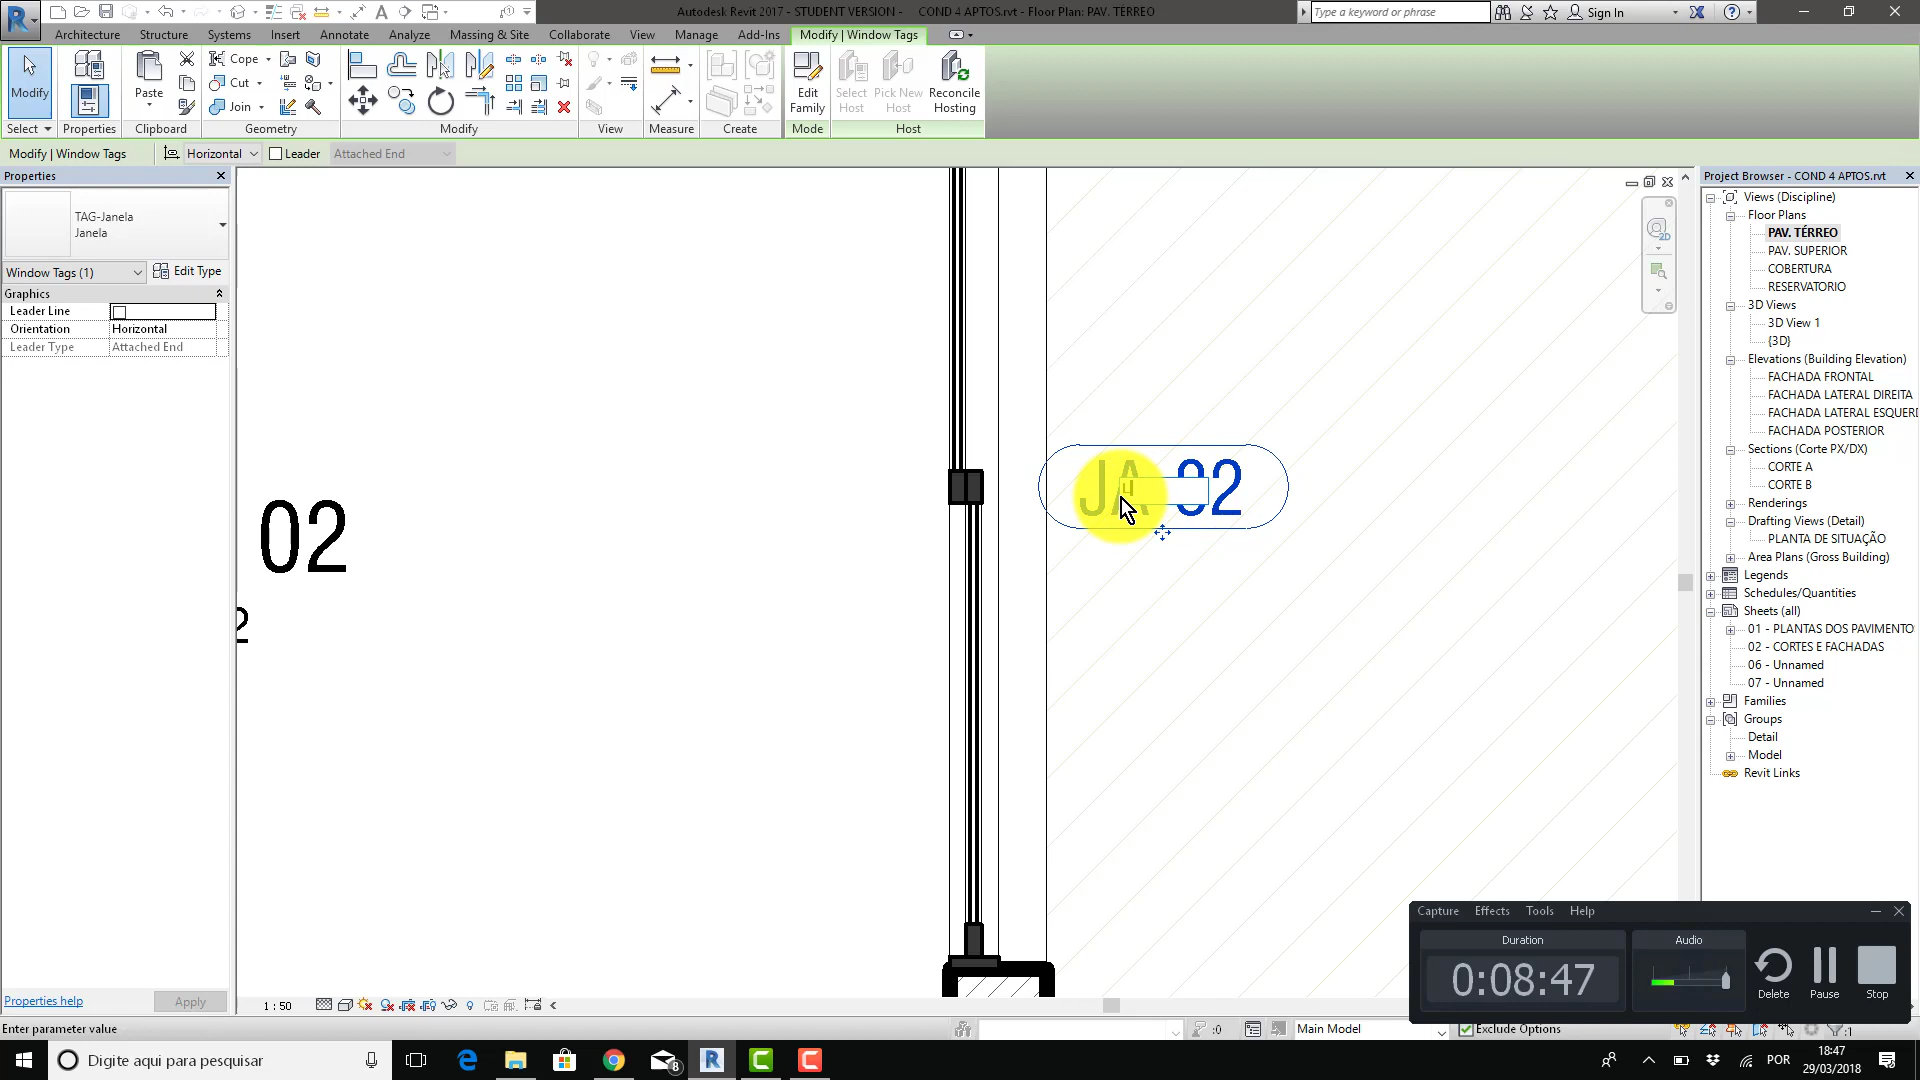 Autodesk Revit 2017 - STUDENT VERSION -     COND 4 APTOS.rvt - Floor Plan: PAV. TÉRREO
Type a keyword or phrase
Sign In
Architecture Structure Systems Insert Annotate Analyze Massing & Site Collaborate View Manage Add-Ins Modify | Window Tags
Modify
Paste
Cope
Cut
Join
Edit Family
Select Host
Pick New Host
Reconcile Hosting
Select Properties Clipboard Geometry Modify View Measure Create Mode Host
Modify | Window Tags Horizontal Leader Attached End
Properties
TAG-Janela
Janela
Window Tags (1) Edit Type
Graphics
Leader Line
Orientation Horizontal
Leader Type Attached End
Properties help Apply
02
2
JA 02
2D
Project Browser - COND 4 APTOS.rvt
Views (Discipline)
Floor Plans
PAV. TÉRREO
PAV. SUPERIOR
COBERTURA
RESERVATORIO
3D Views
3D View 1
{3D}
Elevations (Building Elevation)
FACHADA FRONTAL
FACHADA LATERAL DIREITA
FACHADA LATERAL ESQUERI
FACHADA POSTERIOR
Sections (Corte PX/DX)
CORTE A
CORTE B
Renderings
Drafting Views (Detail)
PLANTA DE SITUAÇÃO
Area Plans (Gross Building)
Legends
Schedules/Quantities
Sheets (all)
01 - PLANTAS DOS PAVIMENTO
02 - CORTES E FACHADAS
06 - Unnamed
07 - Unnamed
Families
Groups
Detail
Model
Revit Links
Capture Effects Tools Help
Duration
0:08:47
Audio
Delete Pause Stop
1 : 50
Enter parameter value
:0
Main Model
Exclude Options
:1
Digite aqui para pesquisar
8
POR
18:47
29/03/2018